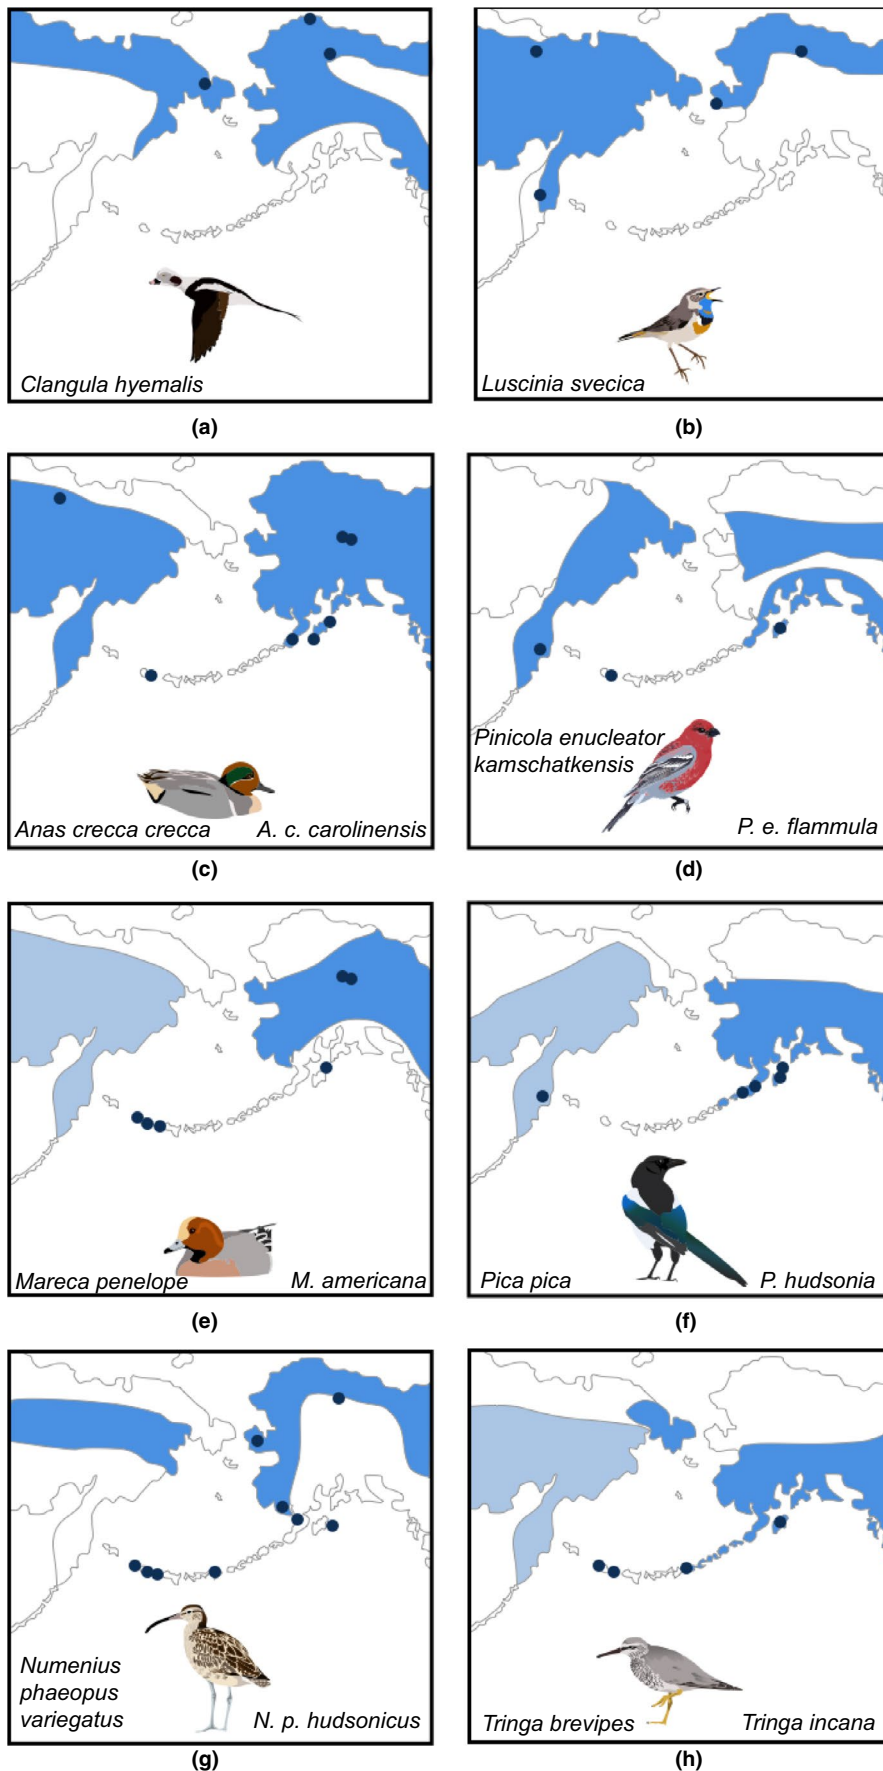 Clangula hyemalis
(a)
Luscinia svecica
(b)
Anas crecca crecca
A. c. carolinensis
(c)
Pinicola enucleator
kamschatkensis
P. e. flammula
(d)
Mareca penelope
M. americana
(e)
Pica pica
P. hudsonia
(f)
Numenius
phaeopus
variegatus
N. p. hudsonicus
(g)
Tringa brevipes
Tringa incana
(h)